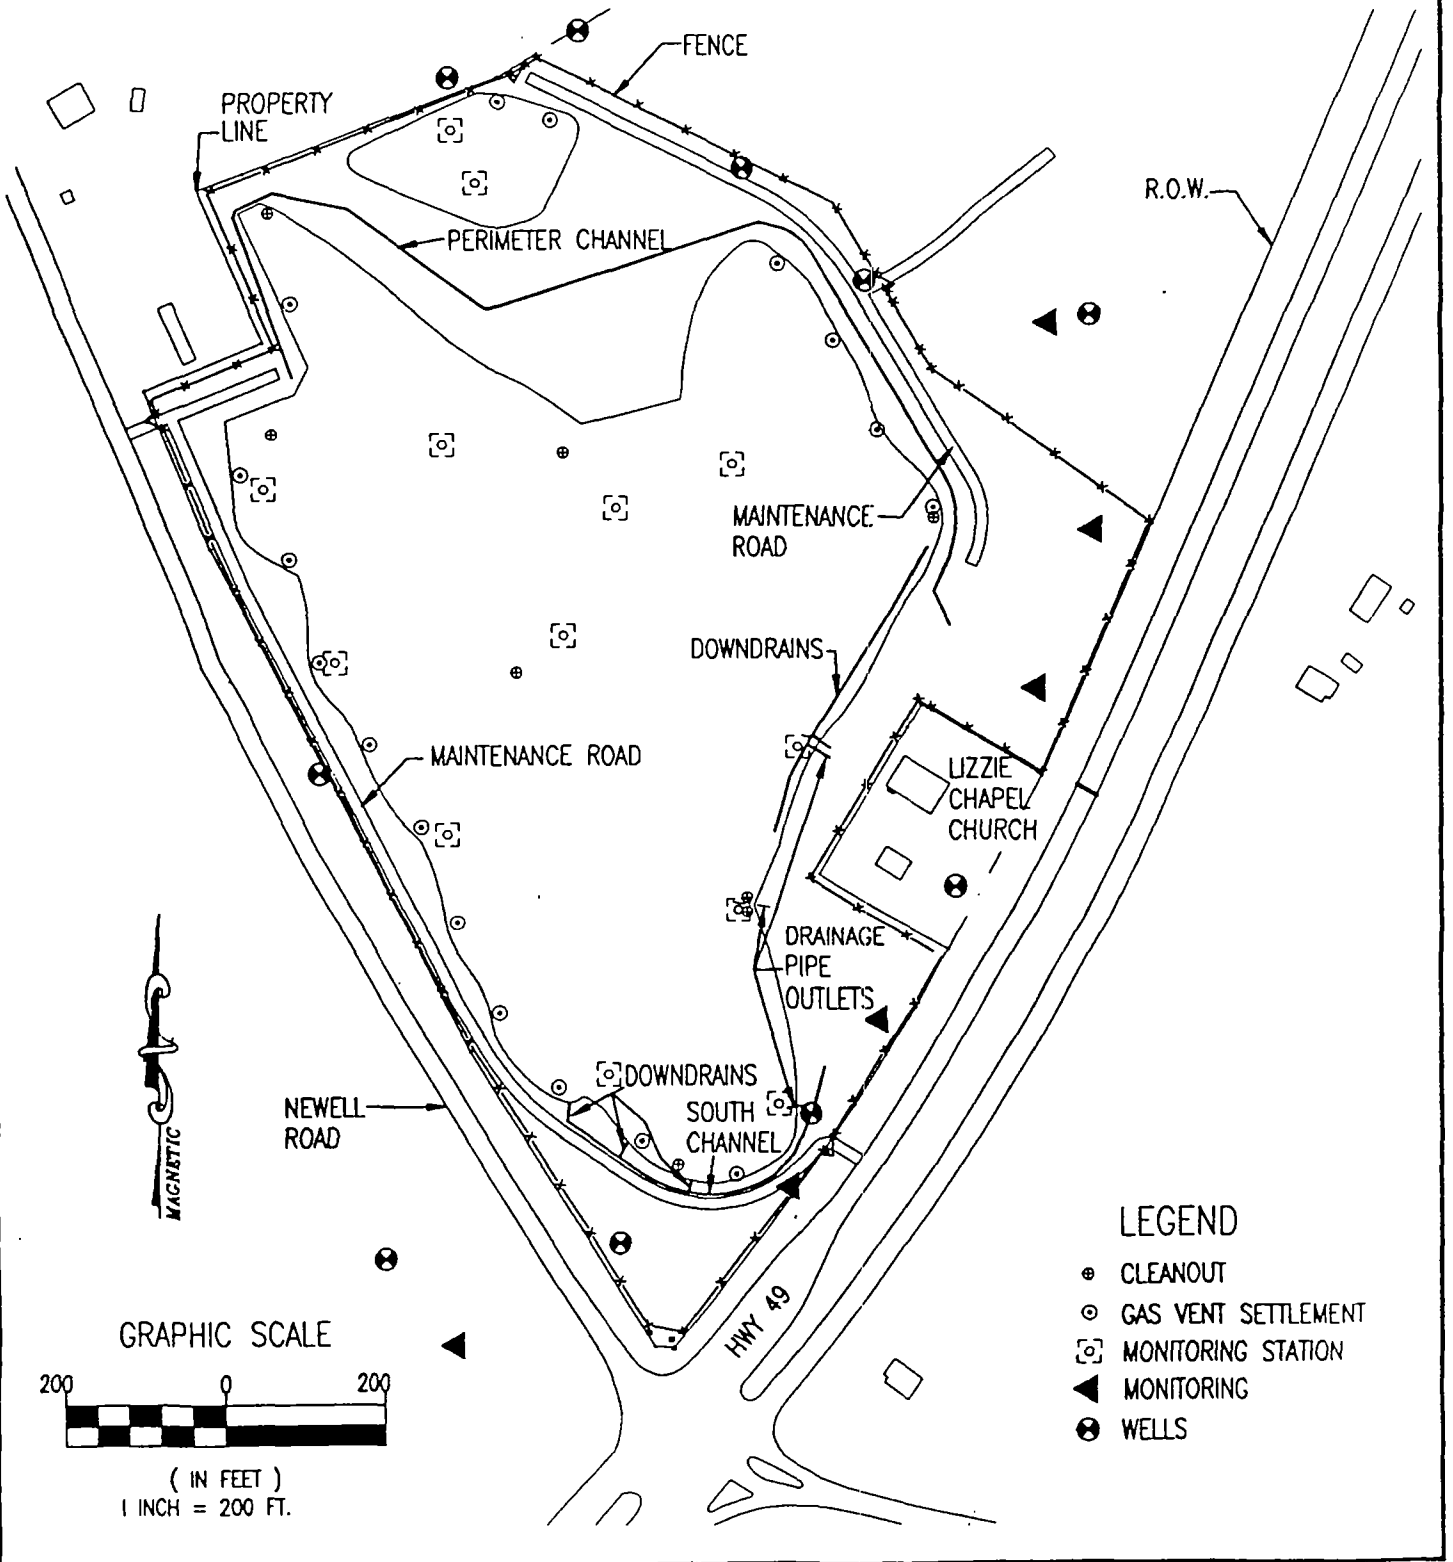 FENCE
PROPERTY
LINE
R.O.W.
PERIMETER CHANNEL
MAINTENANCE
ROAD
DOWNDRAINS
MAINTENANCE ROAD
LIZZIE
CHAPEL
CHURCH
DRAINAGE
PIPE
OUTLETS
DOWNDRAINS
SOUTH
CHANNEL
NEWELL
ROAD
MAGNETIC
HWY 49
GRAPHIC SCALE
200 0 200
( IN FEET )
1 INCH = 200 FT.
LEGEND
CLEANOUT
GAS VENT SETTLEMENT
MONITORING STATION
MONITORING
WELLS